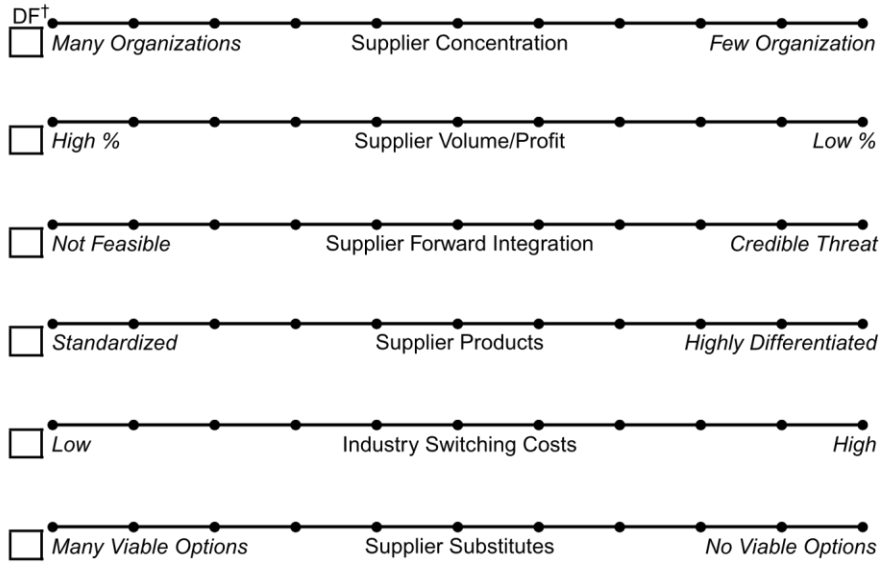 DF†
Many Organizations Supplier Concentration Few Organization
High % Supplier Volume/Profit Low %
Not Feasible Supplier Forward Integration Credible Threat
Standardized Supplier Products Highly Differentiated
Low Industry Switching Costs High
Many Viable Options Supplier Substitutes No Viable Options